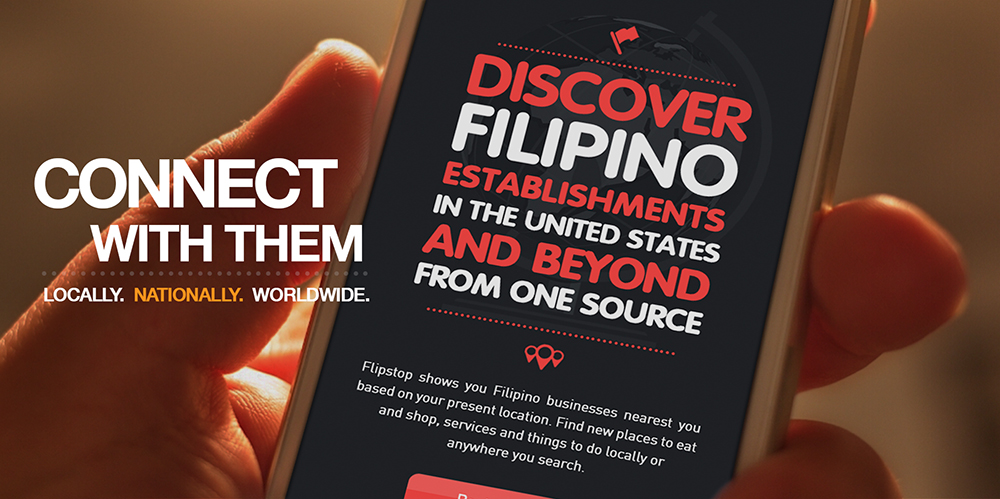 CONNECT
WITH THEM
LOCALLY. NATIONALLY. WORLDWIDE.
DISCOVER
FILIPINO
ESTABLISHMENTS
IN THE UNITED STATES
AND BEYOND
FROM ONE SOURCE
Flipstop shows you Filipino businesses nearest you
based on your present location. Find new places to eat
and shop, services and things to do locally or
anywhere you search.